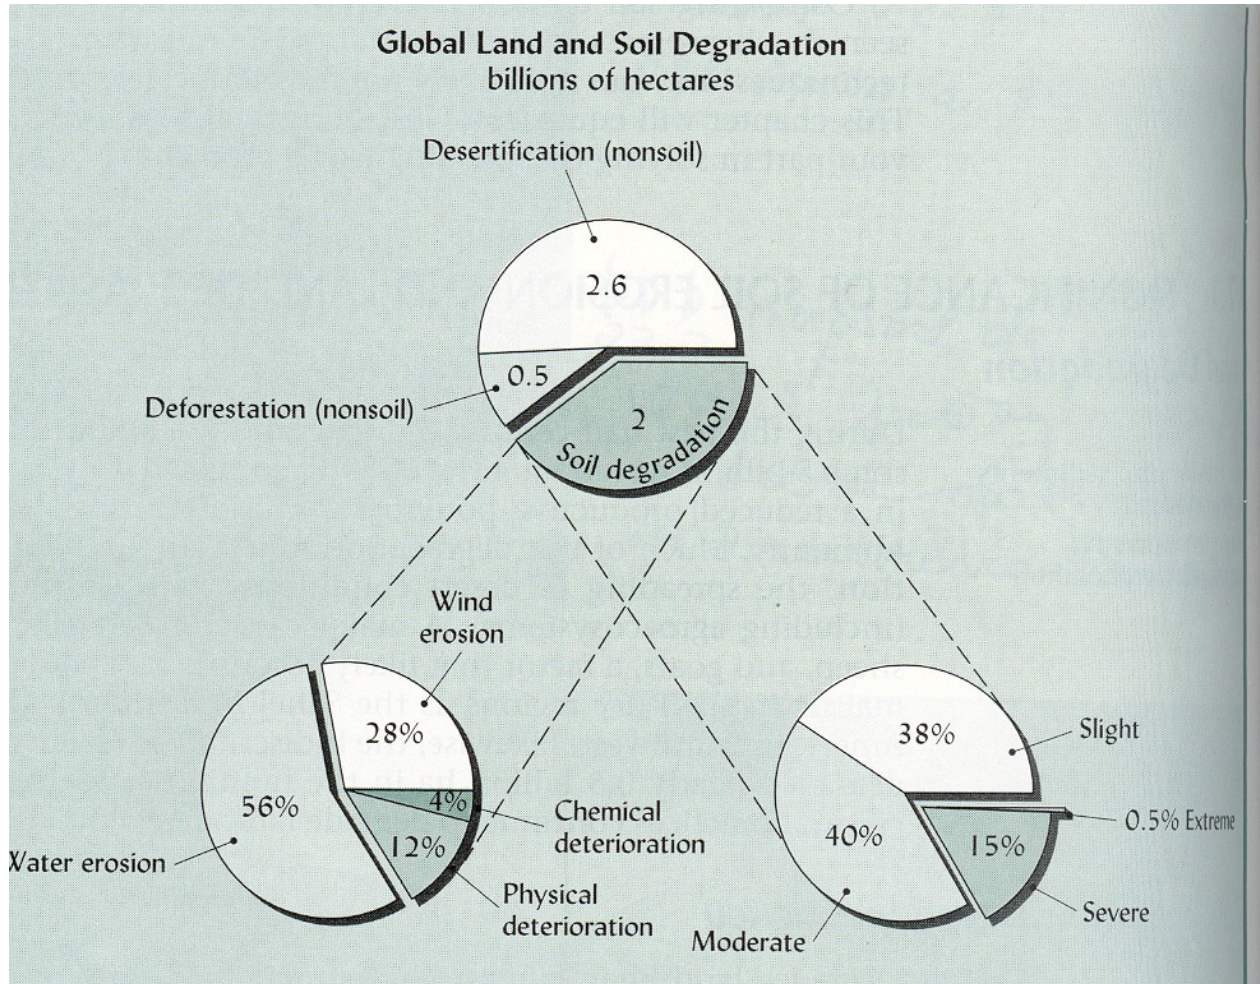 Global Land and Soil Degradation
billions of hectares
Desertification (nonsoil)
2.6
0.5
Deforestation (nonsoil)
2
Soil degradation
Wind
erosion
28%
56%
4%
12%
Water erosion
Chemical
deterioration
Physical
deterioration
38%
Slight
0.5% Extreme
40%
15%
Severe
Moderate